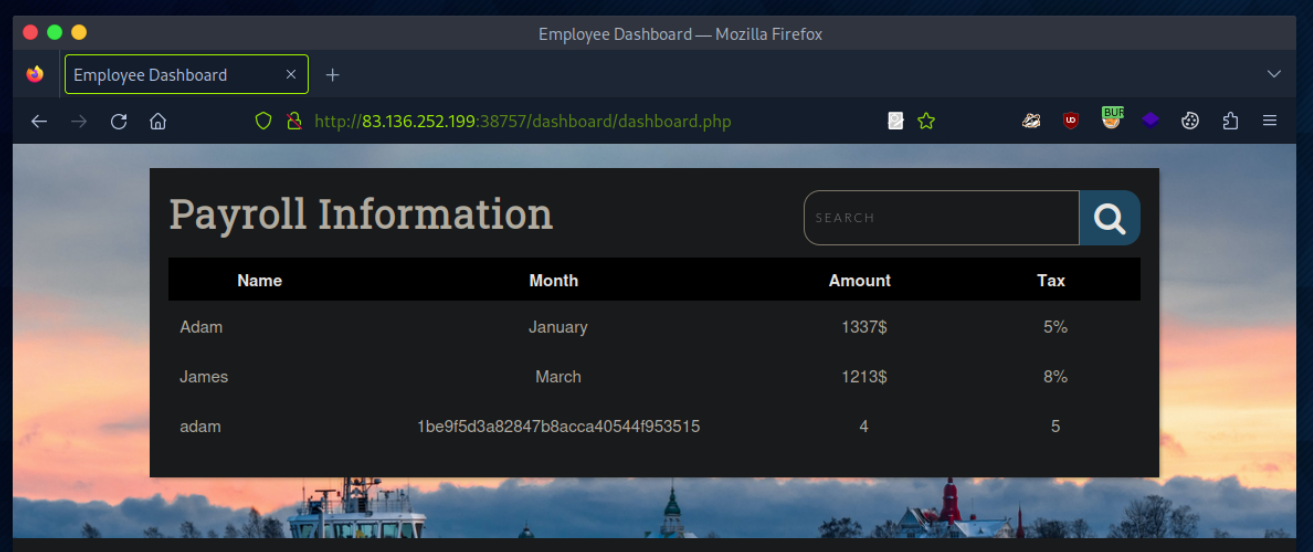 Employee Dashboard — Mozilla Firefox
Employee Dashboard
http://83.136.252.199:38757/dashboard/dashboard.php
UD
BUR
Payroll Information
SEARCH
Name Month Amount Tax
Adam January 1337$ 5%
James March 1213$ 8%
adam 1be9f5d3a82847b8acca40544f953515 4 5